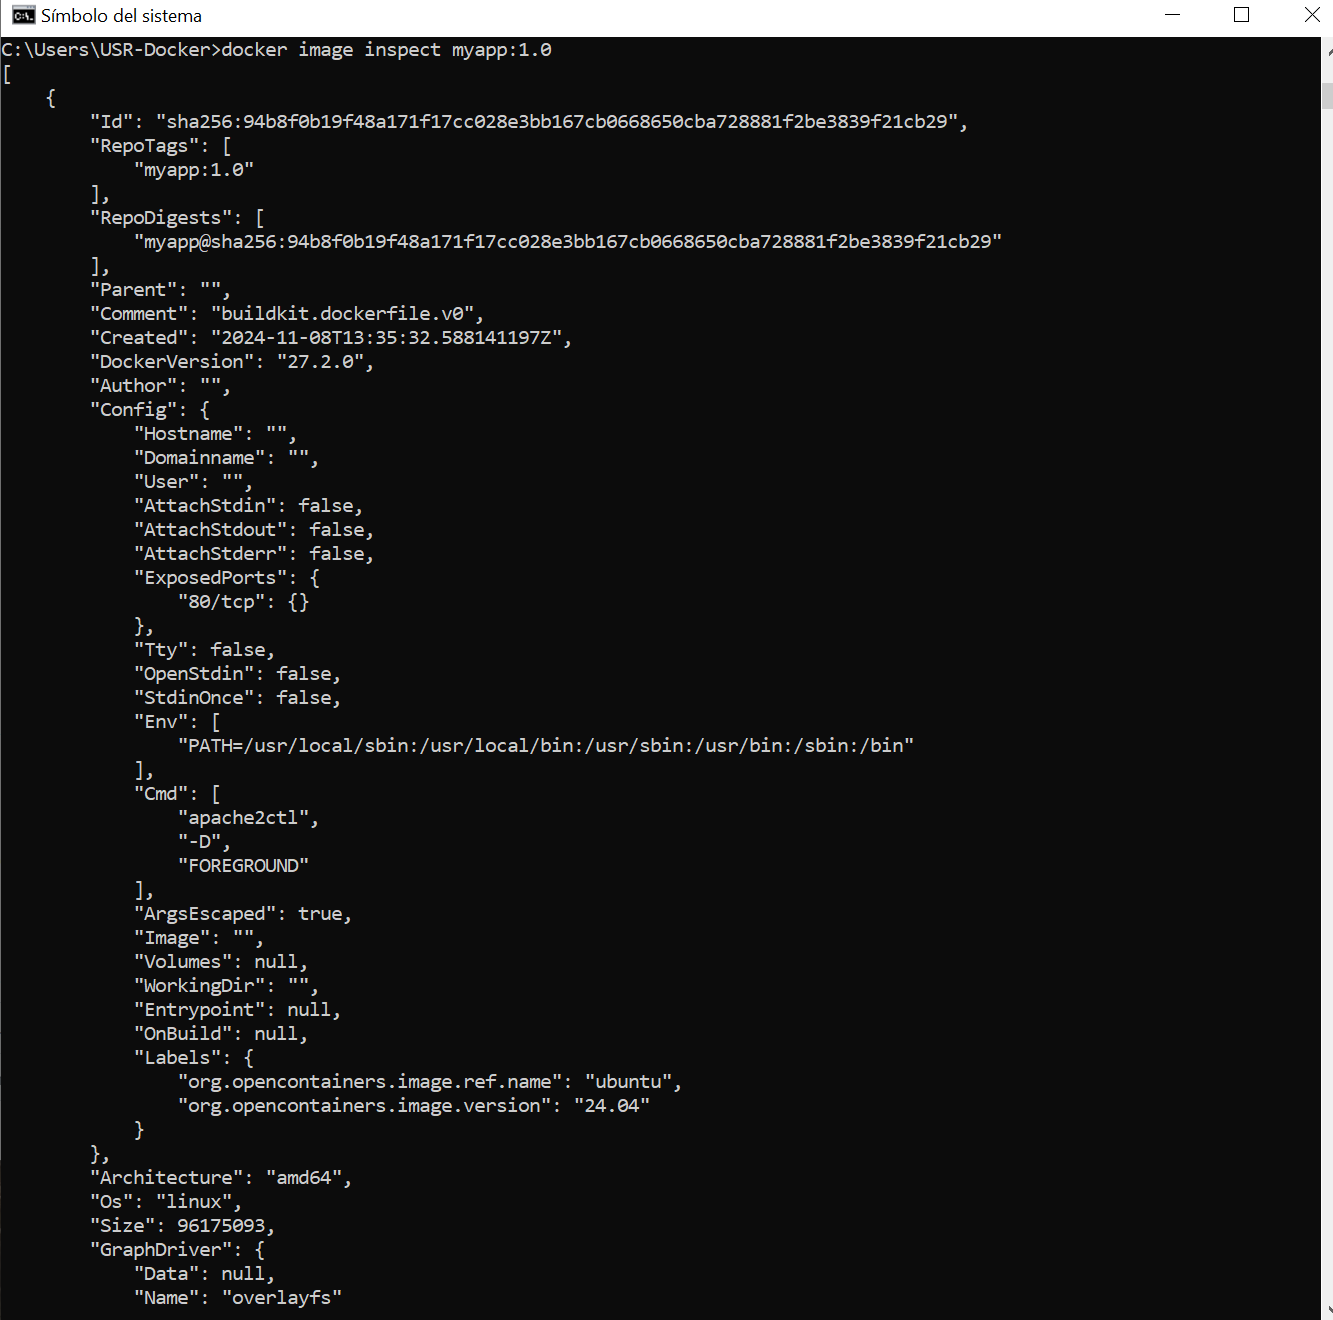 Símbolo del sistema
C:\Users\USR-Docker>docker image inspect myapp:1.0
[
    {
        "Id": "sha256:94b8f0b19f48a171f17cc028e3bb167cb0668650cba728881f2be3839f21cb29",
        "RepoTags": [
            "myapp:1.0"
        ],
        "RepoDigests": [
            "myapp@sha256:94b8f0b19f48a171f17cc028e3bb167cb0668650cba728881f2be3839f21cb29"
        ],
        "Parent": "",
        "Comment": "buildkit.dockerfile.v0",
        "Created": "2024-11-08T13:35:32.588141197Z",
        "DockerVersion": "27.2.0",
        "Author": "",
        "Config": {
            "Hostname": "",
            "Domainname": "",
            "User": "",
            "AttachStdin": false,
            "AttachStdout": false,
            "AttachStderr": false,
            "ExposedPorts": {
                "80/tcp": {}
            },
            "Tty": false,
            "OpenStdin": false,
            "StdinOnce": false,
            "Env": [
                "PATH=/usr/local/sbin:/usr/local/bin:/usr/sbin:/usr/bin:/sbin:/bin"
            ],
            "Cmd": [
                "apache2ctl",
                "-D",
                "FOREGROUND"
            ],
            "ArgsEscaped": true,
            "Image": "",
            "Volumes": null,
            "WorkingDir": "",
            "Entrypoint": null,
            "OnBuild": null,
            "Labels": {
                "org.opencontainers.image.ref.name": "ubuntu",
                "org.opencontainers.image.version": "24.04"
            }
        },
        "Architecture": "amd64",
        "Os": "linux",
        "Size": 96175093,
        "GraphDriver": {
            "Data": null,
            "Name": "overlayfs"